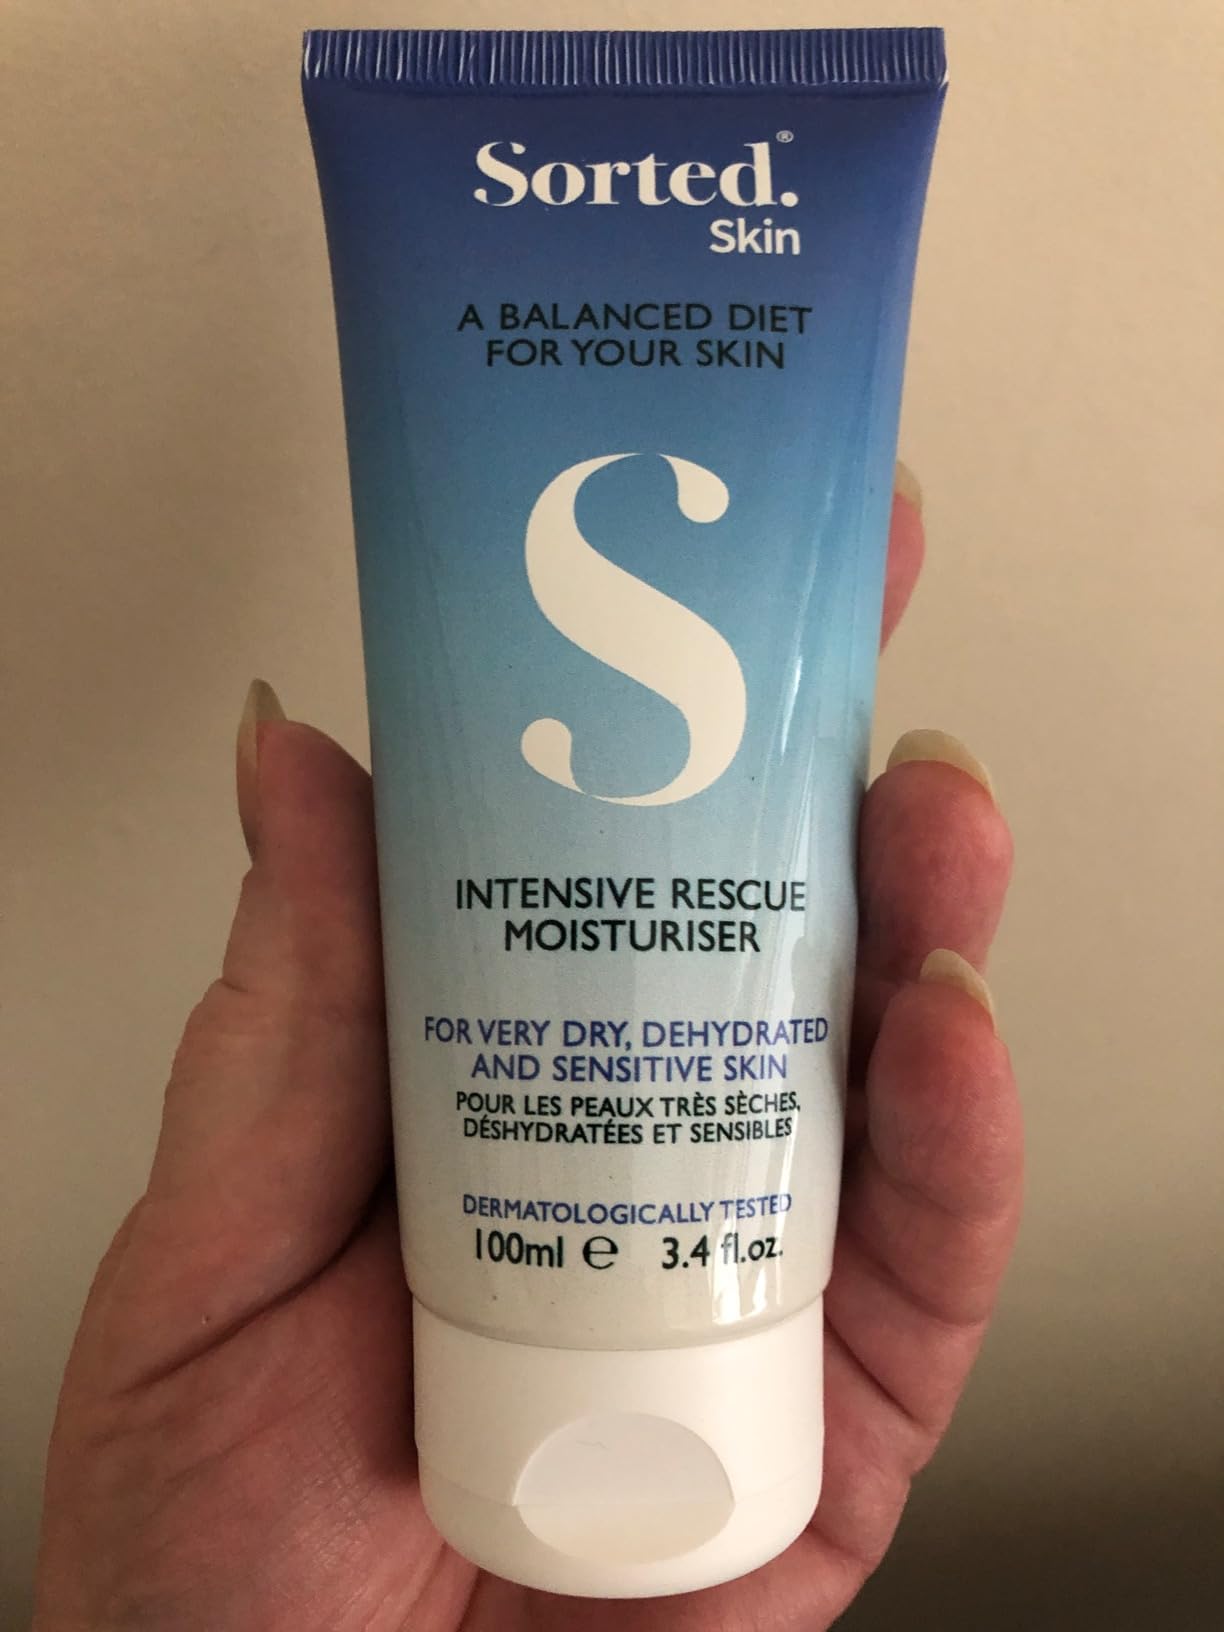 Sorted.®
Skin
A BALANCED DIET
FOR YOUR SKIN
S
INTENSIVE RESCUE
MOISTURISER
FOR VERY DRY, DEHYDRATED
AND SENSITIVE SKIN
POUR LES PEAUX TRÈS SÈCHES,
DÉSHYDRATÉES ET SENSIBLES
DERMATOLOGICALLY TESTED
100ml ℮ 3.4 fl.oz.